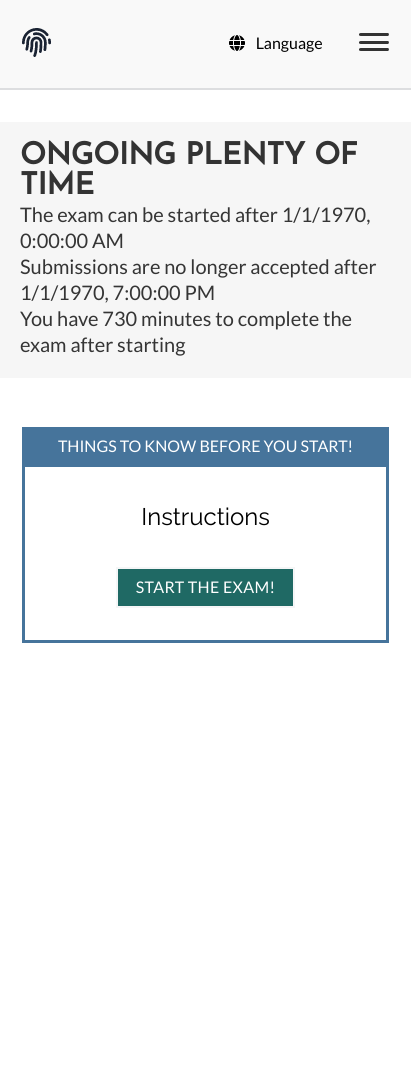 Language
ONGOING PLENTY OF
TIME
The exam can be started after 1/1/1970,
0:00:00 AM
Submissions are no longer accepted after
1/1/1970, 7:00:00 PM
You have 730 minutes to complete the
exam after starting
THINGS TO KNOW BEFORE YOU START!
Instructions
START THE EXAM!